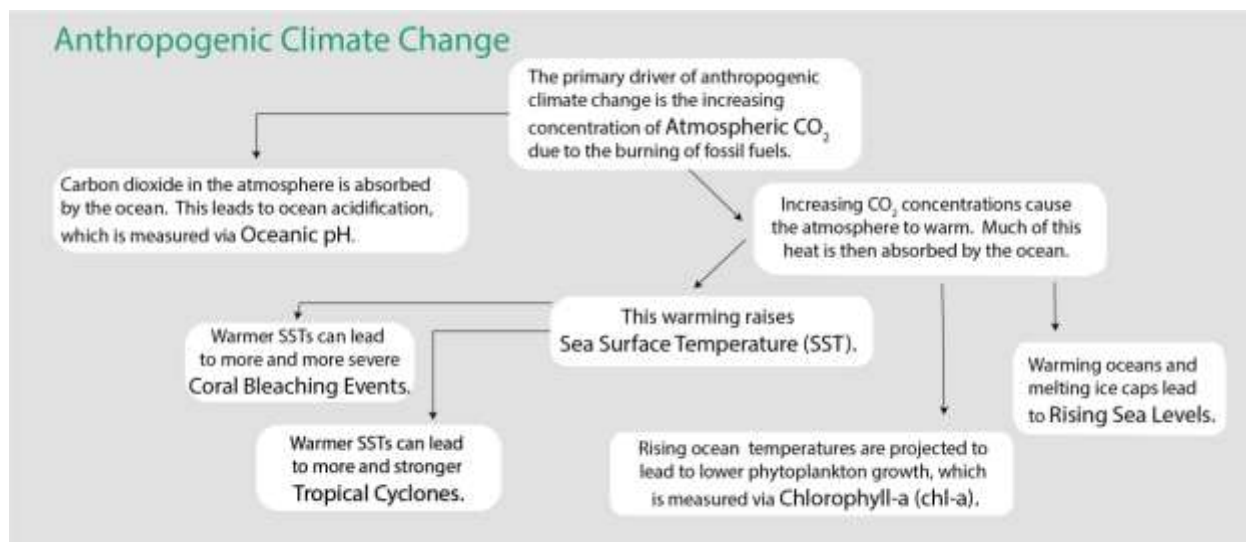 Anthropogenic Climate Change
The primary driver of anthropogenic
climate change is the increasing
concentration of Atmospheric CO₂
due to the burning of fossil fuels.
Carbon dioxide in the atmosphere is absorbed
by the ocean. This leads to ocean acidification,
which is measured via Oceanic pH.
Increasing CO₂ concentrations cause
the atmosphere to warm. Much of this
heat is then absorbed by the ocean.
This warming raises
Sea Surface Temperature (SST).
Warmer SSTs can lead
to more and more severe
Coral Bleaching Events.
Warmer SSTs can lead
to more and stronger
Tropical Cyclones.
Warming oceans and
melting ice caps lead
to Rising Sea Levels.
Rising ocean temperatures are projected to
lead to lower phytoplankton growth, which
is measured via Chlorophyll-a (chl-a).